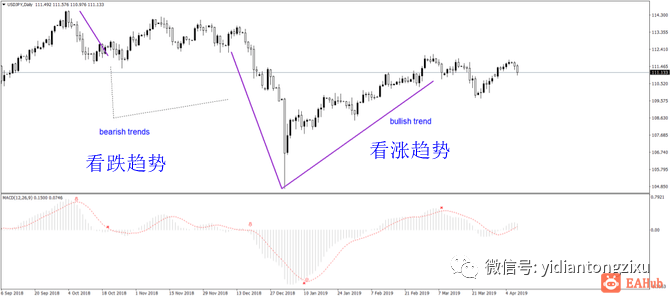 USDJPY,Daily 111.492 111.576 110.976 111.133
114.300
113.355
112.410
111.465
111.133
110.520
109.575
108.630
107.685
106.740
105.795
104.850
bearish trends
看跌趋势
bullish trend
看涨趋势
MACD(12,26,9) 0.1500 0.0746
0.7921
0.00
微信号: yidiantongzixu
6 Sep 2018 18 Sep 2018 4 Oct 2018 18 Oct 2018 1 Nov 2018 15 Nov 2018 29 Nov 2018 13 Dec 2018 27 Dec 2018 10 Jan 2019 24 Jan 2019 7 Feb 2019 21 Feb 2019 7 Mar 2019 21 Mar 2019 4 Apr 2019
EAHub